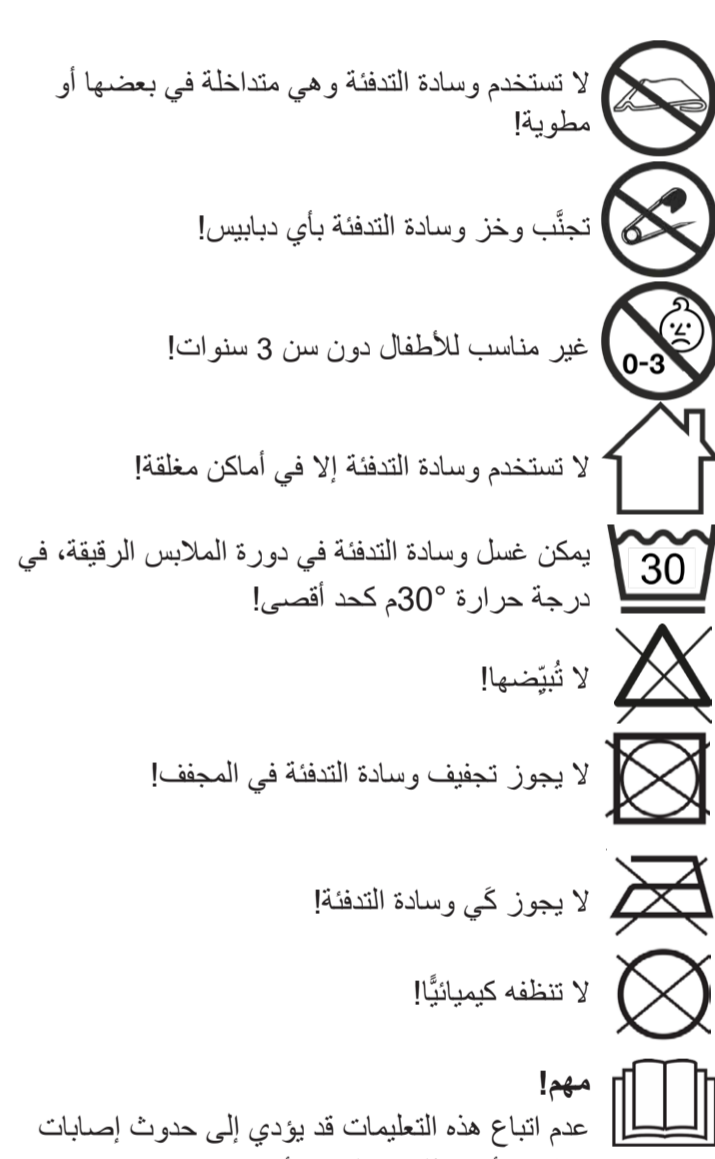 لا تستخدم وسادة التدفئة وهي متداخلة في بعضها أو
مطوية!
تجنَّب وخز وسادة التدفئة بأي دبابيس!
غير مناسب للأطفال دون سن 3 سنوات!
0-3
لا تستخدم وسادة التدفئة إلا في أماكن مغلقة!
يمكن غسل وسادة التدفئة في دورة الملابس الرقيقة، في
درجة حرارة °30م كحد أقصى!
30
لا تُبيِّضها!
لا يجوز تجفيف وسادة التدفئة في المجفف!
لا يجوز كَي وسادة التدفئة!
لا تنظفه كيميائيًّا!
مهم!
عدم اتباع هذه التعليمات قد يؤدي إلى حدوث إصابات